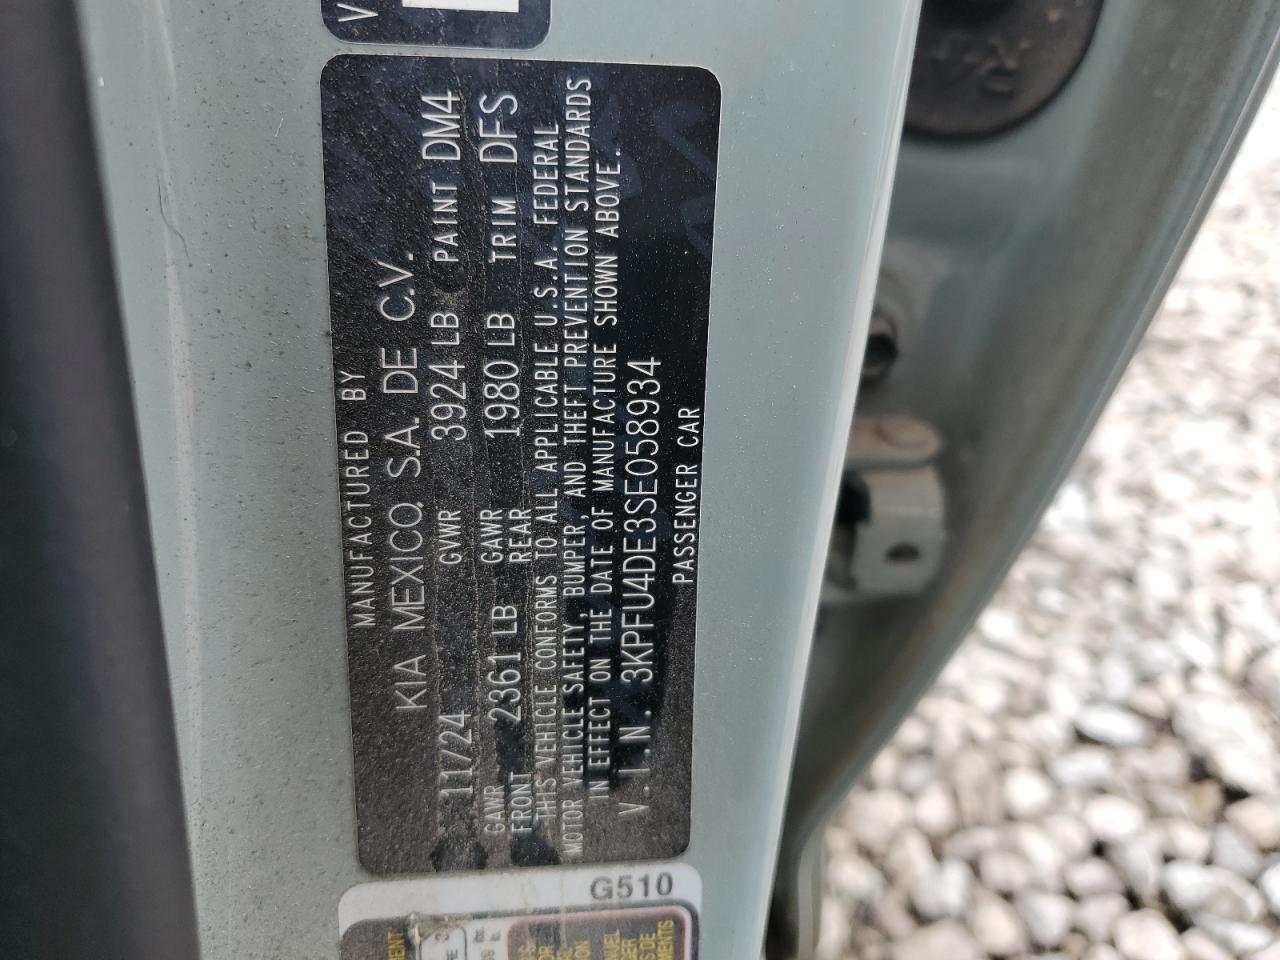 V
MANUFACTURED BY
KIA MEXICO, S.A. DE C.V.
11/24 GVWR 3924 LB PAINT DM4
GAWR FRONT 2361 LB GAWR REAR 1980 LB TRIM DFS
THIS VEHICLE CONFORMS TO ALL APPLICABLE U.S.A. FEDERAL
MOTOR VEHICLE SAFETY, BUMPER, AND THEFT PREVENTION STANDARDS
IN EFFECT ON THE DATE OF MANUFACTURE SHOWN ABOVE.
V.I.N. 3KPFU4DE3SE058934
PASSENGER CAR
G510